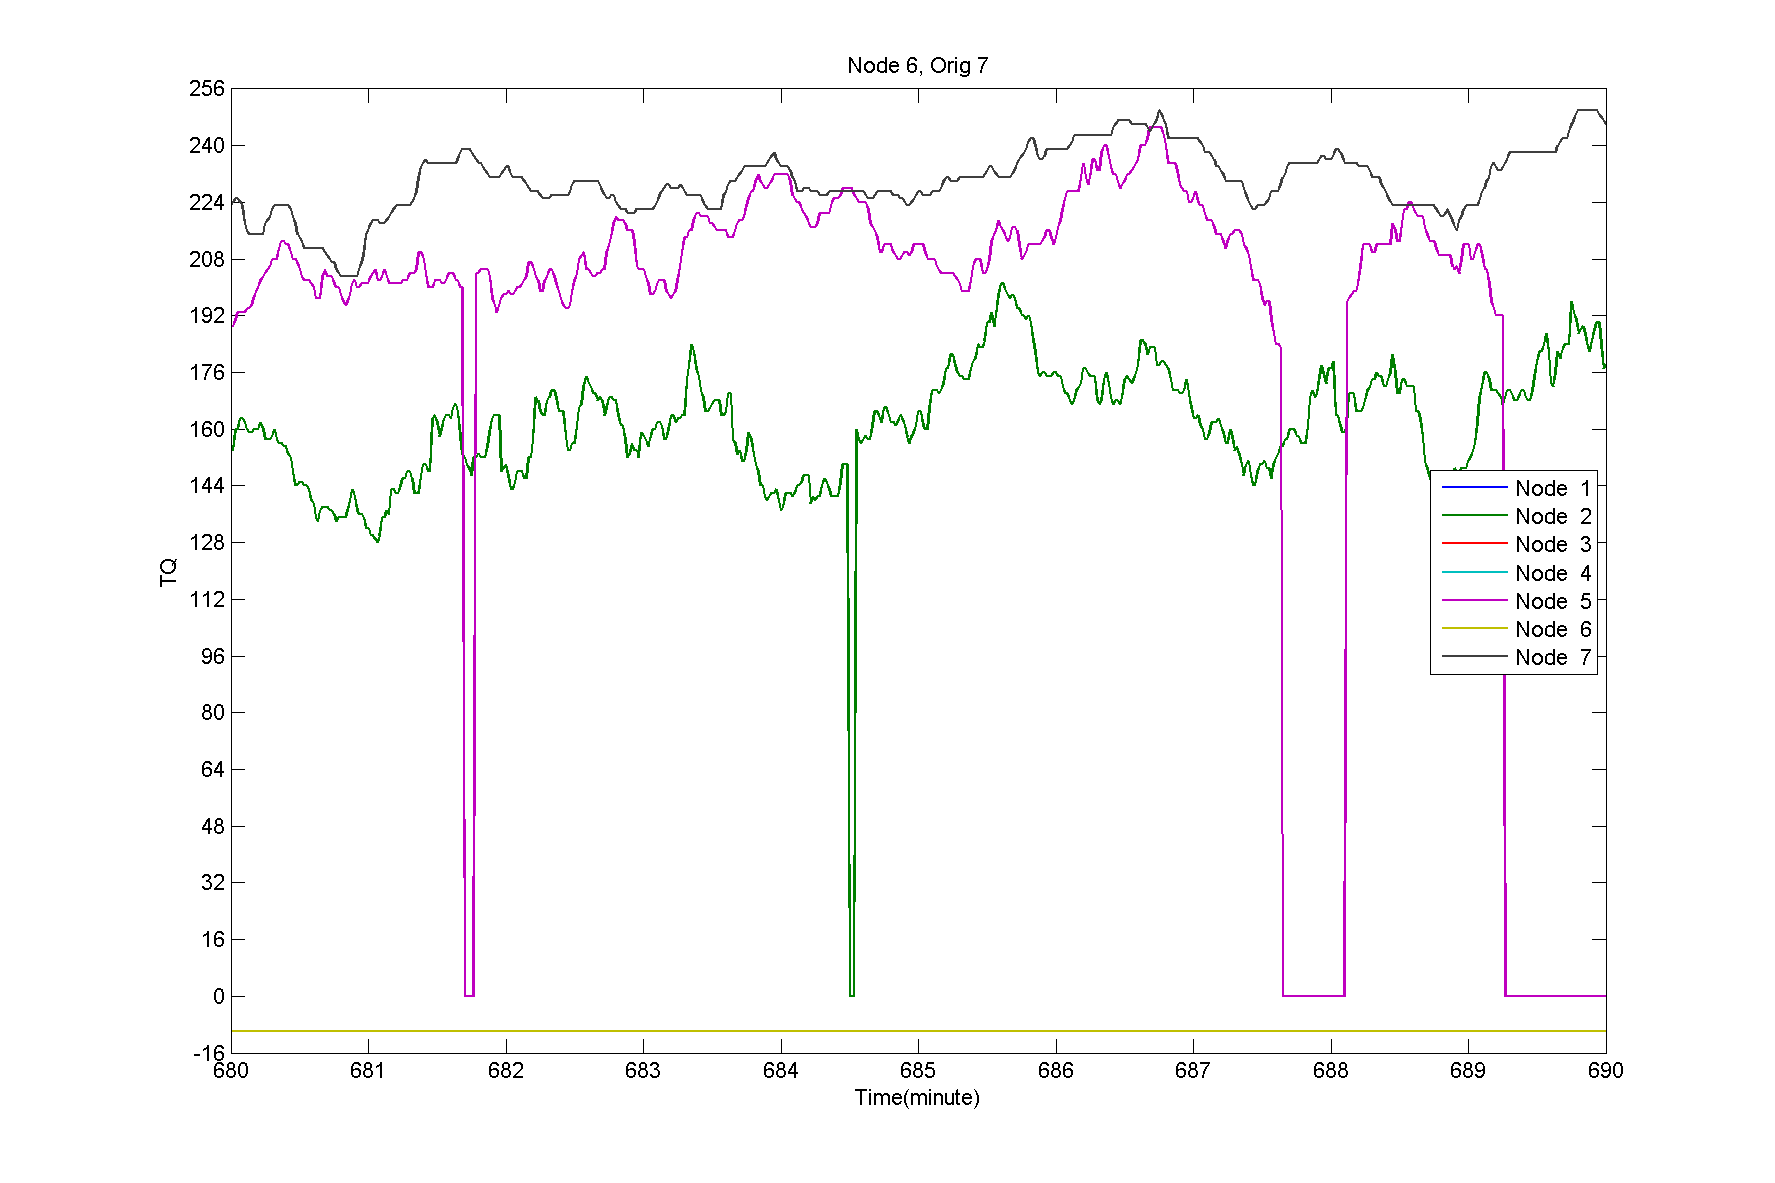 Node 6, Orig 7
256
240
224
208
192
176
160
144
128
112
96
80
64
48
32
16
0
-16
TQ
680 681 682 683 684 685 686 687 688 689 690
Time(minute)
Node 1
Node 2
Node 3
Node 4
Node 5
Node 6
Node 7